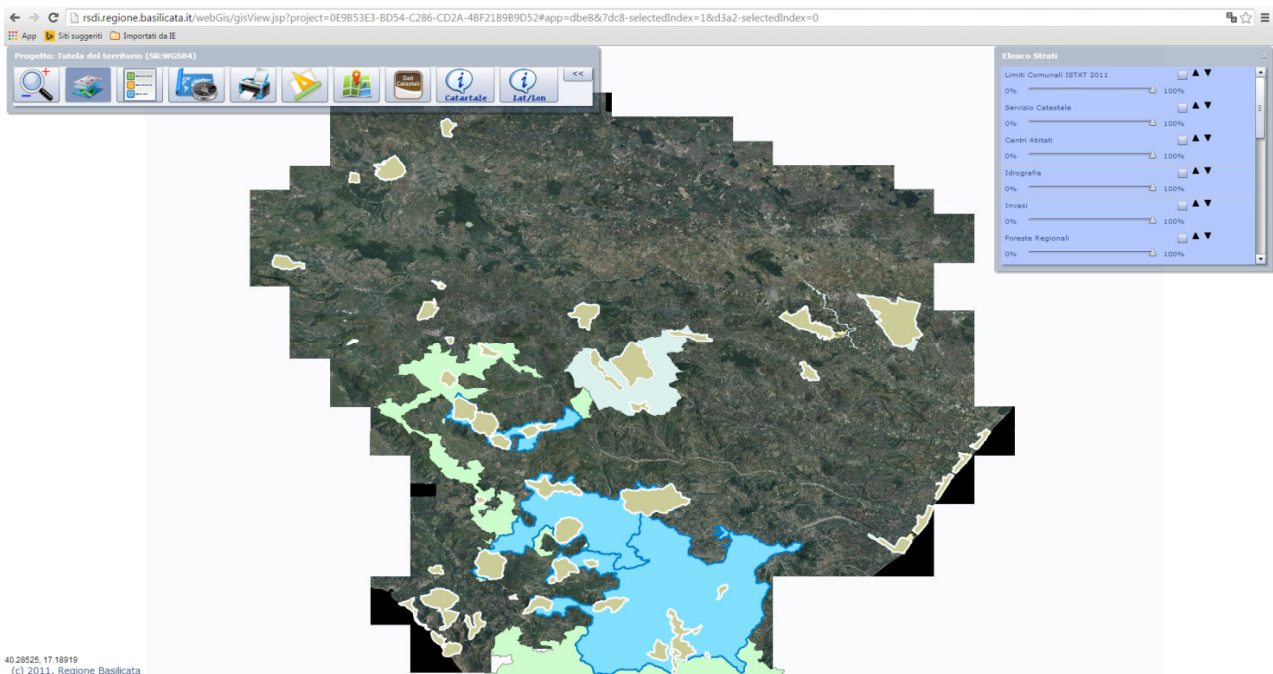 rsdi.regione.basilicata.it/webGis/gisView.jsp?project=0E9B53E3-BD54-C286-CD2A-4BF21B9B9D52#app=dbe8&7dc8-selectedIndex=1&d3a2-selectedIndex=0
App Siti suggeriti Importati da IE
Progetto: Tutela del territorio (SR:WGS84)
Dati
Catastali
Catastale
Lat/Lon
<<
Elenco Strati
Limiti Comunali ISTAT 2011
0% 100%
Servizio Catastale
0% 100%
Centri Abitati
0% 100%
Idrografia
0% 100%
Invasi
0% 100%
Foreste Regionali
0% 100%
40.28525, 17.18919
(c) 2011, Regione Basilicata